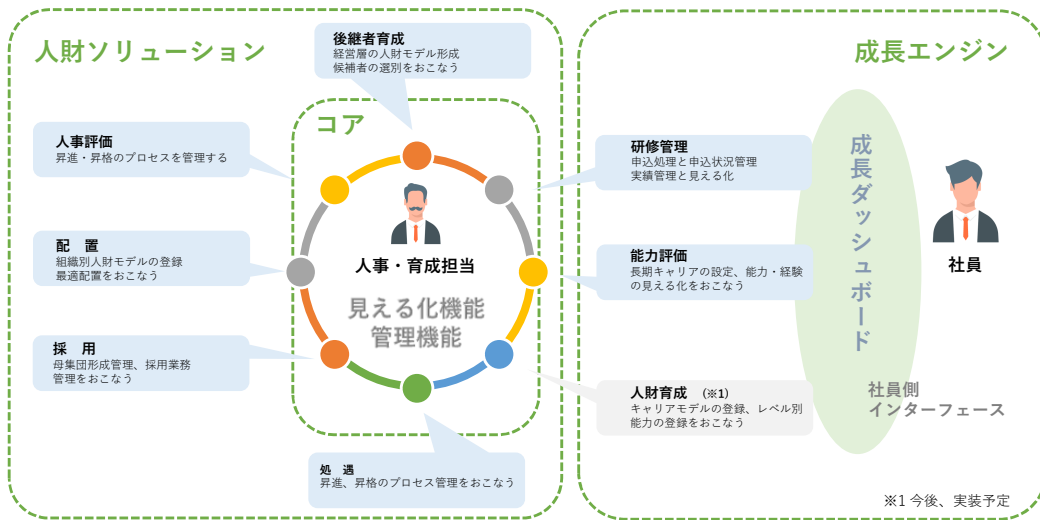 人財ソリューション
後継者育成
経営層の人財モデル形成
候補者の選別をおこなう
コア
人事評価
昇進・昇格のプロセスを管理する
配　置
組織別人財モデルの登録
最適配置をおこなう
採　用
母集団形成管理、採用業務
管理をおこなう
人事・育成担当
見える化機能
管理機能
処　遇
昇進、昇格のプロセス管理をおこなう
成長エンジン
研修管理
申込処理と申込状況管理
実績管理と見える化
能力評価
長期キャリアの設定、能力・経験
の見える化をおこなう
人財育成　(※1)
キャリアモデルの登録、レベル別
能力の登録をおこなう
成長ダッシュボード
社員
社員側
インターフェース
※1 今後、実装予定